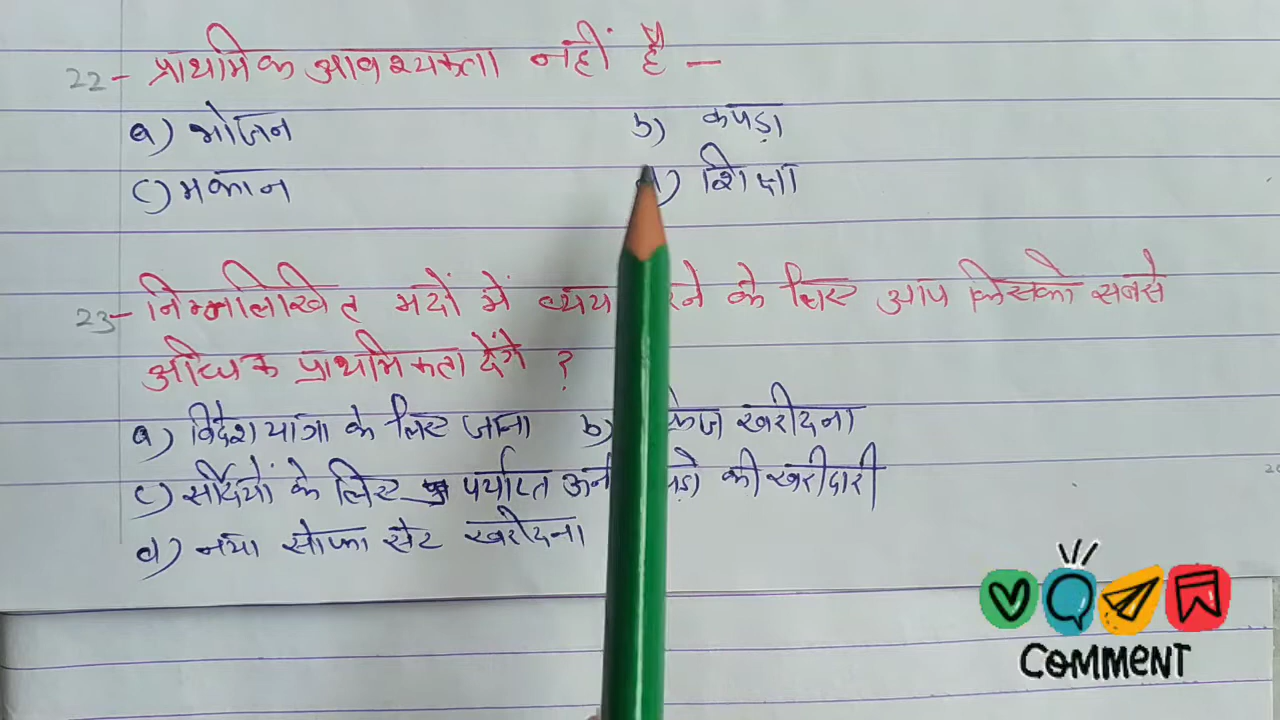 22- प्राथमिक आवश्यकता नहीं है -
a) भोजन b) कपड़ा
c) मकान d) शिक्षा
23- निम्नलिखित मदों में व्यय के लिए आप किसको सबसे
अधिक प्राथमिकता देंगे ?
a) विदेश यात्रा के लिए जाना b) खरीदना
c) सर्दियों के लिए पर्याप्त की खरीदारी
d) नया सोफा सेट खरीदना
COMMENT